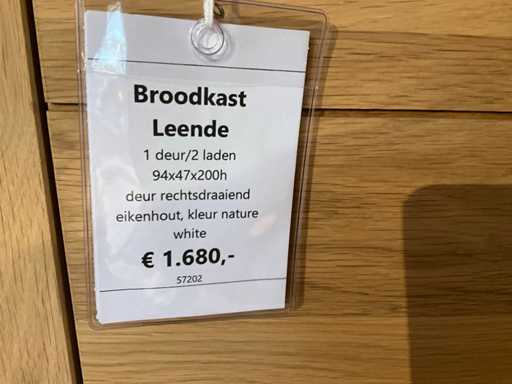 Broodkast
Leende
1 deur/2 laden
94x47x200h
deur rechtsdraaiend
eikenhout, kleur nature
white
€ 1.680,-
57202